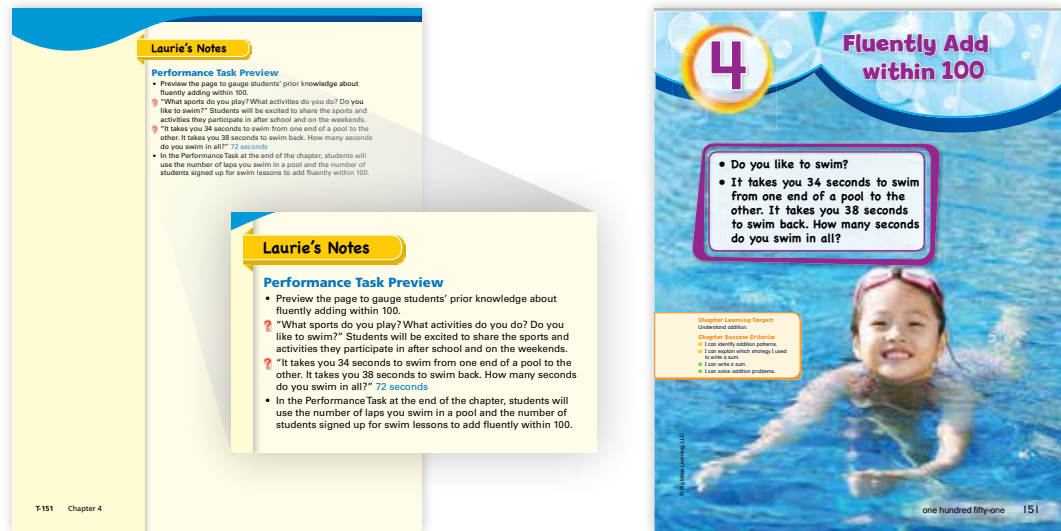 Laurie's Notes
Performance Task Preview
• Preview the page to gauge students' prior knowledge about
fluently adding within 100.
? "What sports do you play? What activities do you do? Do you
like to swim?" Students will be excited to share the sports and
activities they participate in after school and on the weekends.
? "It takes you 34 seconds to swim from one end of a pool to the
other. It takes you 38 seconds to swim back. How many seconds
do you swim in all?" 72 seconds
• In the Performance Task at the end of the chapter, students will
use the number of laps you swim in a pool and the number of
students signed up for swim lessons to add fluently within 100.
Laurie's Notes
Performance Task Preview
• Preview the page to gauge students' prior knowledge about
fluently adding within 100.
? "What sports do you play? What activities do you do? Do you
like to swim?" Students will be excited to share the sports and
activities they participate in after school and on the weekends.
? "It takes you 34 seconds to swim from one end of a pool to the
other. It takes you 38 seconds to swim back. How many seconds
do you swim in all?" 72 seconds
• In the Performance Task at the end of the chapter, students will
use the number of laps you swim in a pool and the number of
students signed up for swim lessons to add fluently within 100.
T-151 Chapter 4
4
Fluently Add
within 100
• Do you like to swim?
• It takes you 34 seconds to swim
from one end of a pool to the
other. It takes you 38 seconds
to swim back. How many seconds
do you swim in all?
Chapter Learning Target:
Understand addition.
Chapter Success Criteria:
I can identify addition patterns.
I can explain which strategy I used
to write a sum.
I can write a sum.
I can solve addition problems.
© Big Ideas Learning, LLC
one hundred fifty-one 151